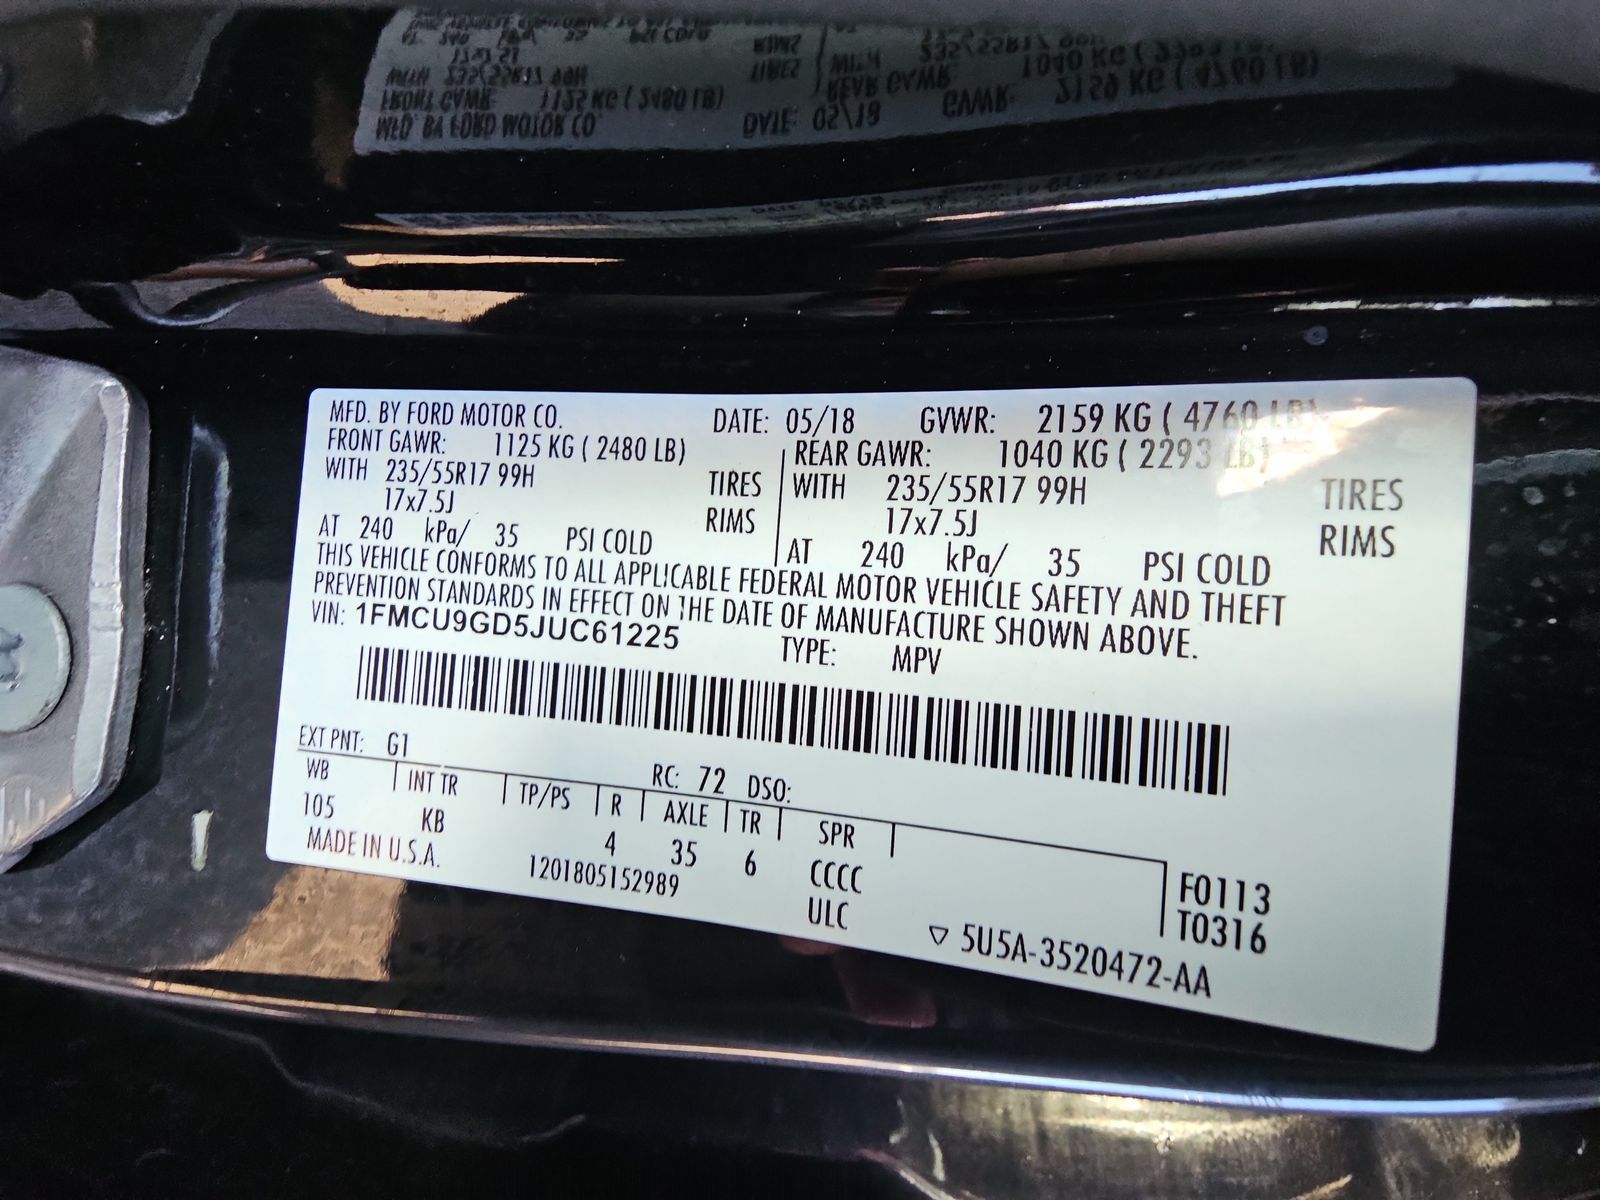 MFD. BY FORD MOTOR CO. DATE: 05/18 GVWR: 2159 KG ( 4760 LB)
FRONT GAWR: 1125 KG ( 2480 LB) REAR GAWR: 1040 KG ( 2293 LB)
WITH 235/55R17 99H TIRES WITH 235/55R17 99H TIRES
17x7.5J RIMS 17x7.5J RIMS
AT 240 kPa/ 35 PSI COLD AT 240 kPa/ 35 PSI COLD
THIS VEHICLE CONFORMS TO ALL APPLICABLE FEDERAL MOTOR VEHICLE SAFETY AND THEFT
PREVENTION STANDARDS IN EFFECT ON THE DATE OF MANUFACTURE SHOWN ABOVE.
VIN: 1FMCU9GD5JUC61225 TYPE: MPV
EXT PNT: G1 RC: 72 DSO:
WB INT TR TP/PS R AXLE TR SPR
105 KB 4 35 6 CCCC F0113
MADE IN U.S.A. 1201805152989 ULC T0316
5U5A-3520472-AA